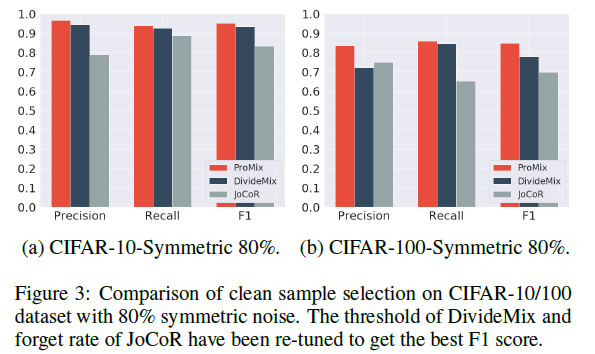 1.0
0.9
0.8
0.7
0.6
0.5
0.4
0.3
0.2
0.1
0.0
Precision Recall F1
ProMix
DivideMix
JoCoR
1.0
0.9
0.8
0.7
0.6
0.5
0.4
0.3
0.2
0.1
0.0
Precision Recall F1
ProMix
DivideMix
JoCoR
(a) CIFAR-10-Symmetric 80%. (b) CIFAR-100-Symmetric 80%.
Figure 3: Comparison of clean sample selection on CIFAR-10/100
dataset with 80% symmetric noise. The threshold of DivideMix and
forget rate of JoCoR have been re-tuned to get the best F1 score.